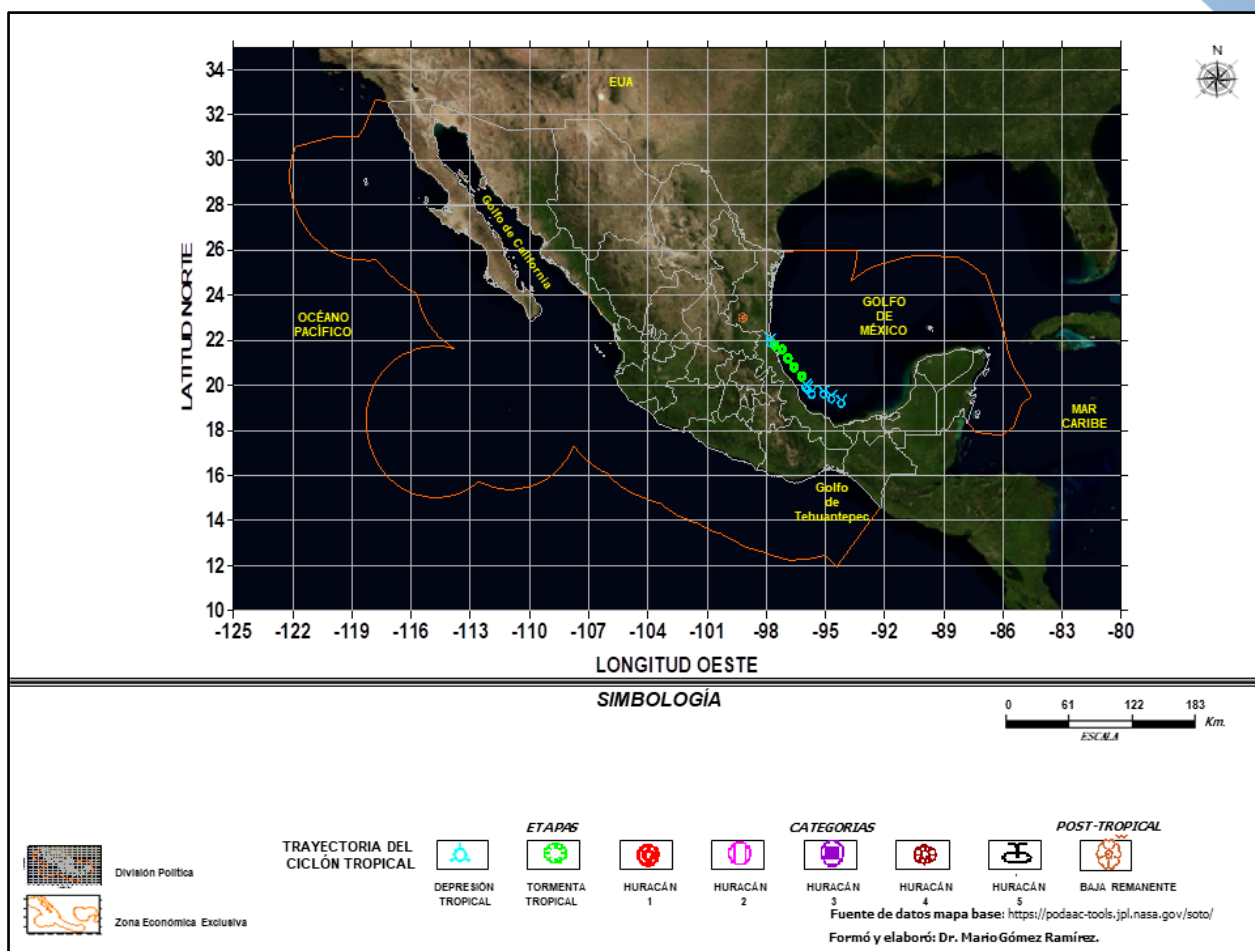 N
34
32
30
28
26
24
22
20
18
16
14
12
10
LATITUD NORTE
EUA
Golfo de California
OCÉANO
PACÍFICO
GOLFO
DE
MÉXICO
MAR
CARIBE
Golfo
de
Tehuantepec
-125 -122 -119 -116 -113 -110 -107 -104 -101 -98 -95 -92 -89 -86 -83 -80
LONGITUD OESTE
SIMBOLOGÍA
0 61 122 183
Km.
ESCALA
ETAPAS CATEGORIAS POST-TROPICAL
TRAYECTORIA DEL
CICLÓN TROPICAL
División Política
DEPRESIÓN
TROPICAL
TORMENTA
TROPICAL
HURACÁN
1
HURACÁN
2
HURACÁN
3
HURACÁN
4
HURACÁN
5
BAJA REMANENTE
Zona Económica Exclusiva
Fuente de datos mapa base: https://podaac-tools.jpl.nasa.gov/soto/
Formó y elaboró: Dr. Mario Gómez Ramírez.